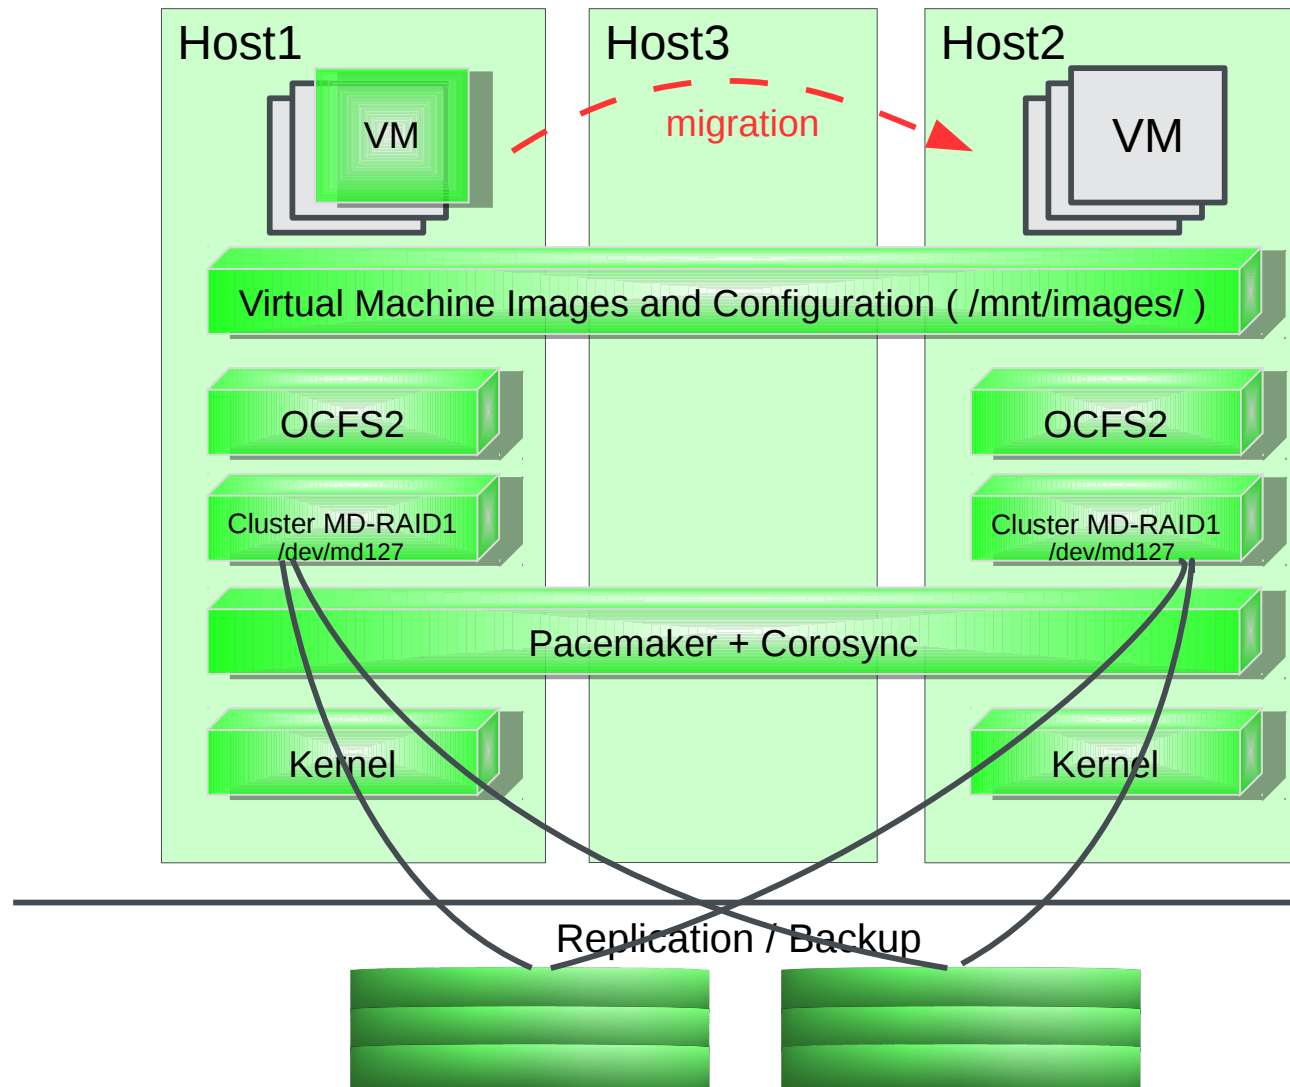 Host1
Host3
Host2
VM
migration
VM
Virtual Machine Images and Configuration ( /mnt/images/ )
OCFS2
OCFS2
Cluster MD-RAID1
/dev/md127
Cluster MD-RAID1
/dev/md127
Pacemaker + Corosync
Kernel
Kernel
Replication / Backup